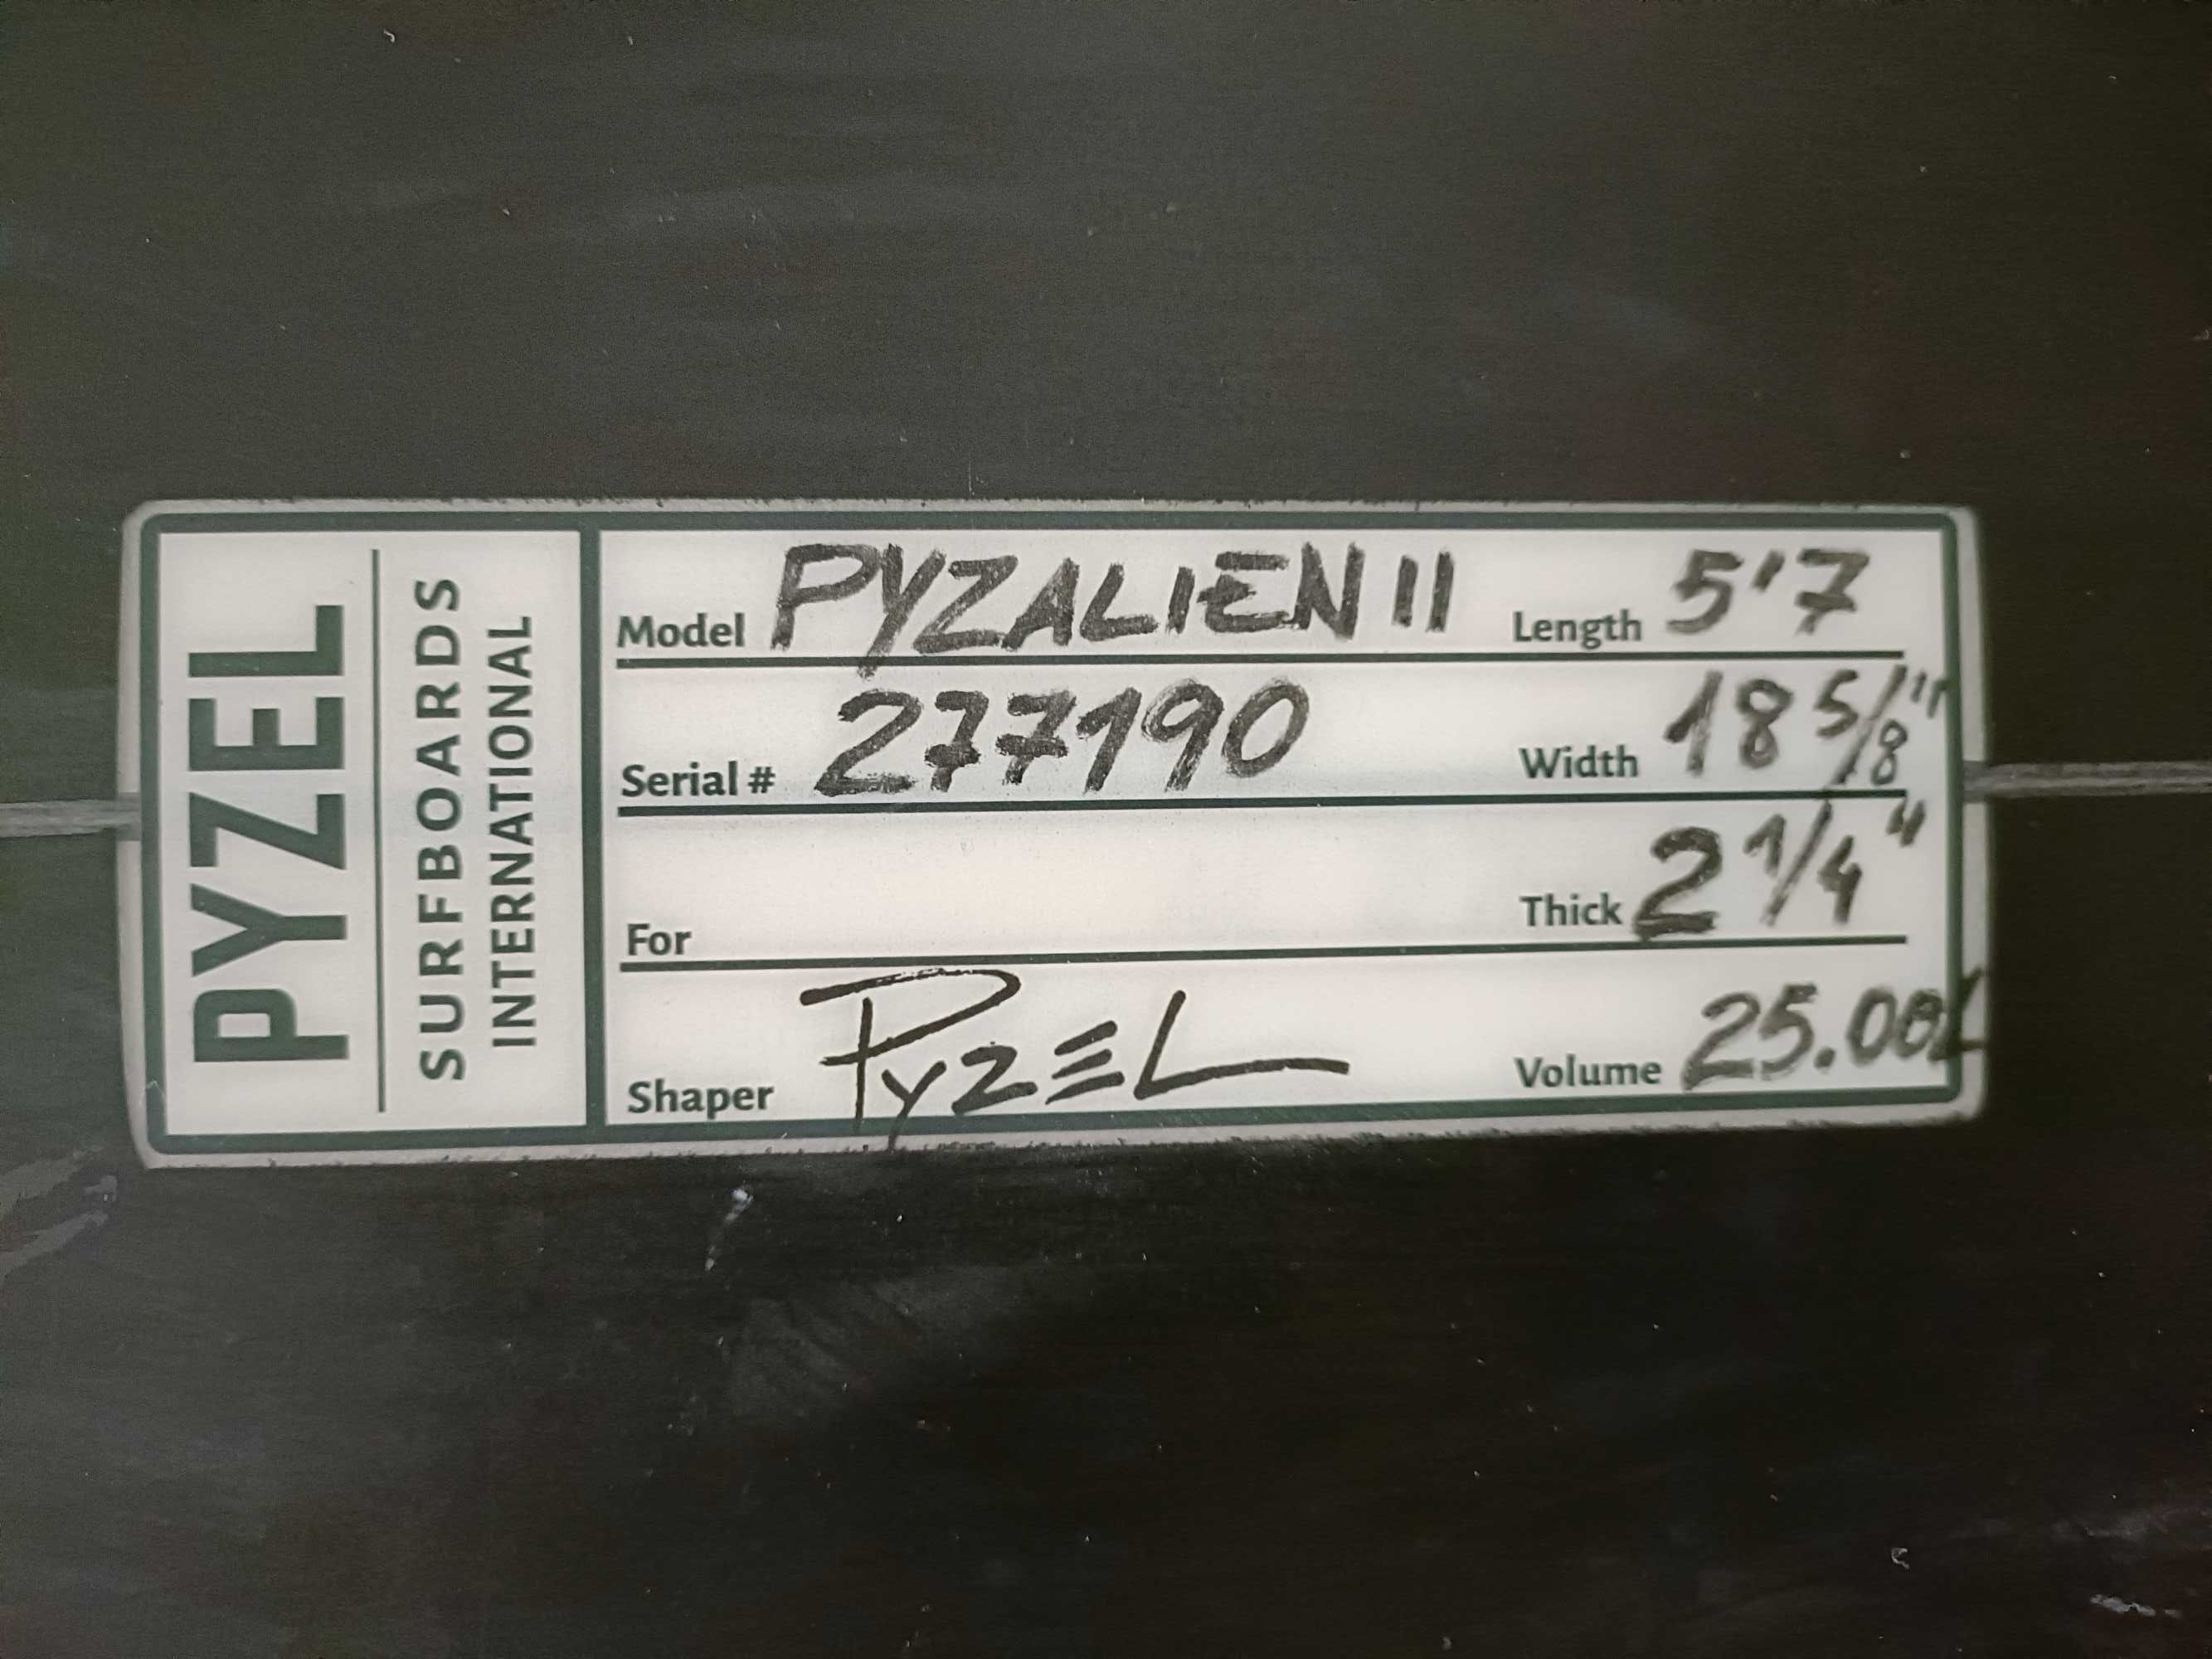 PYZEL
SURFBOARDS
INTERNATIONAL
Model PYZALIEN II Length 5'7
Serial # 277190 Width 18 5/8"
For Thick 2 1/4"
Shaper PYZEL Volume 25.00L